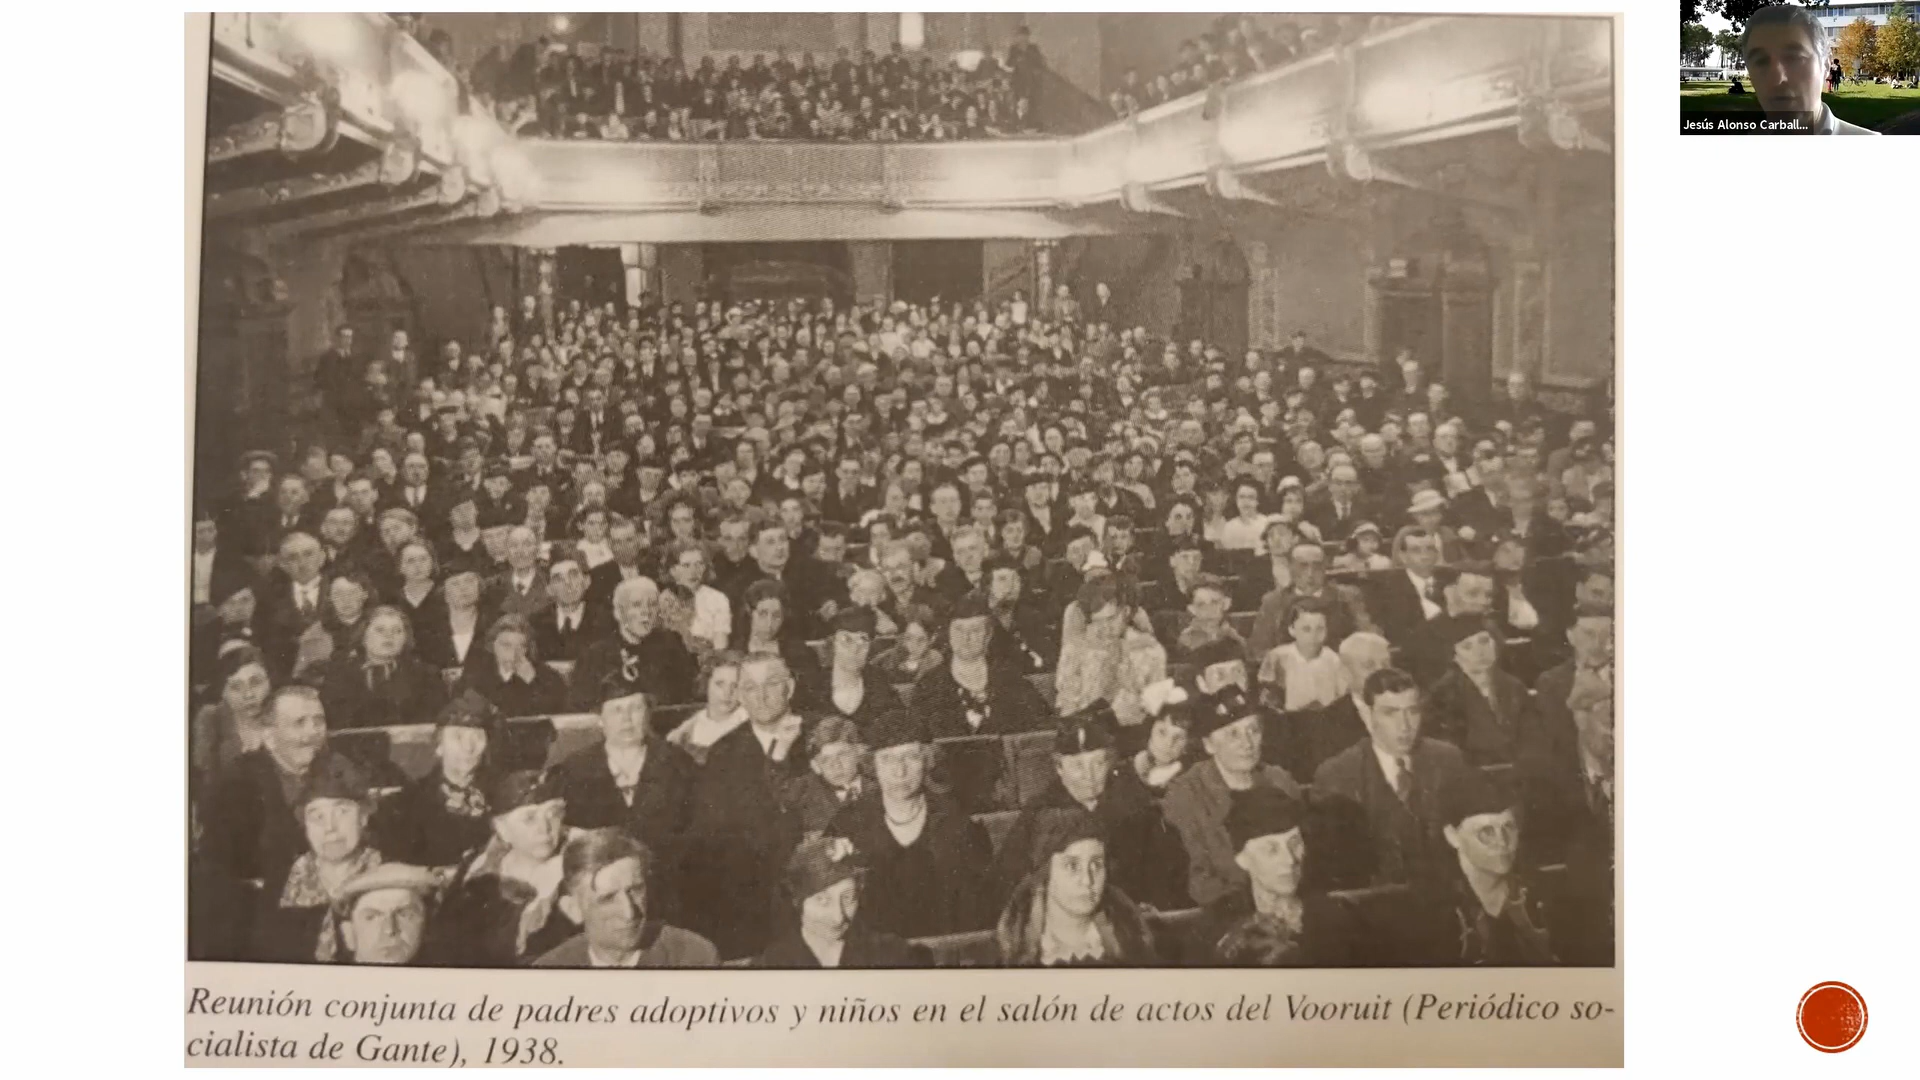 Jesús Alonso Carball...
Reunión conjunta de padres adoptivos y niños en el salón de actos del Vooruit (Periódico so-
cialista de Gante), 1938.